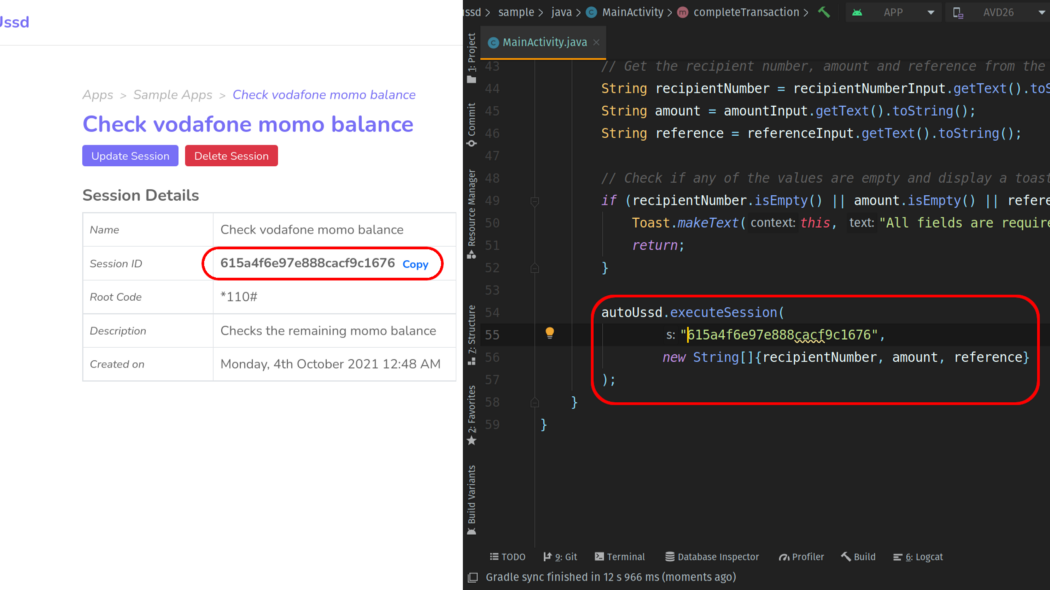 Ussd
Apps > Sample Apps > Check vodafone momo balance
Check vodafone momo balance
Update Session Delete Session
Session Details
Name Check vodafone momo balance
Session ID 615a4f6e97e888cacf9c1676 Copy
Root Code *110#
Description Checks the remaining momo balance
Created on Monday, 4th October 2021 12:48 AM
ussd > sample > java > MainActivity > completeTransaction > APP AVD26
MainActivity.java ×
1: Project
Commit
Resource Manager
7: Structure
2: Favorites
Build Variants
43 // Get the recipient number, amount and reference from the
44 String recipientNumber = recipientNumberInput.getText().toS
45 String amount = amountInput.getText().toString();
46 String reference = referenceInput.getText().toString();
47
48 // Check if any of the values are empty and display a toast
49 if (recipientNumber.isEmpty() || amount.isEmpty() || refere
50 Toast.makeText( context: this, text: "All fields are require
51 return;
52 }
53
54 autoUssd.executeSession(
55 s: "615a4f6e97e888cacf9c1676",
56 new String[]{recipientNumber, amount, reference}
57 );
58 }
59 }
TODO 9: Git Terminal Database Inspector Profiler Build 6: Logcat
Gradle sync finished in 12 s 966 ms (moments ago)